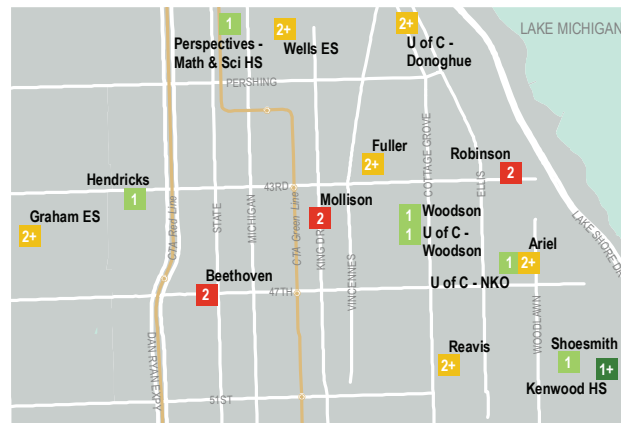 LAKE MICHIGAN
1
Perspectives -
Math & Sci HS
2+
Wells ES
2+
U of C -
Donoghue
PERSHING
Fuller
2+
Robinson
2
Hendricks
1
43RD
Graham ES
2+
CTA Red Line
STATE
MICHIGAN
CTA Green Line
KING DR
Mollison
2
VINCENNES
COTTAGE GROVE
ELLIS
1
Woodson
1
U of C -
Woodson
LAKE SHORE DR
1
2+
Ariel
U of C - NKO
Beethoven
2
47TH
WOODLAWN
DAN RYAN EXPY
Reavis
2+
Shoesmith
1
1+
Kenwood HS
51ST